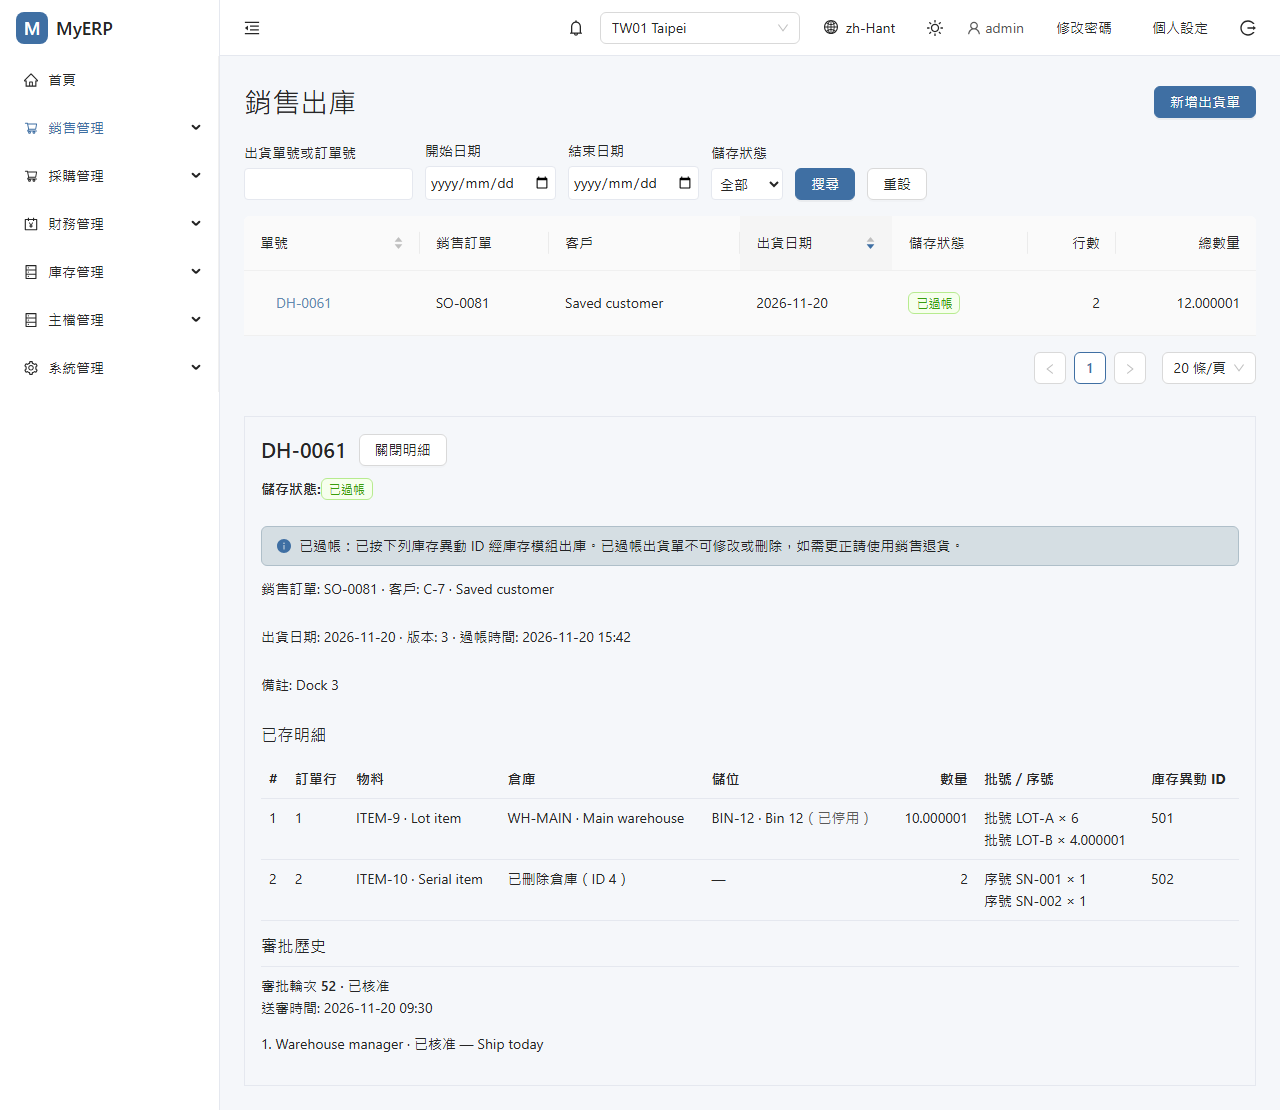 M MyERP
TW01 Taipei
zh-Hant
admin
修改密碼
個人設定
首頁
銷售管理
採購管理
財務管理
庫存管理
主檔管理
系統管理
銷售出庫
新增出貨單
出貨單號或訂單號
開始日期
結束日期
儲存狀態
yyyy/mm/dd
yyyy/mm/dd
全部
搜尋
重設
單號 銷售訂單 客戶 出貨日期 儲存狀態 行數 總數量
DH-0061 SO-0081 Saved customer 2026-11-20 已過帳 2 12.000001
1
20 條/頁
DH-0061 關閉明細
儲存狀態: 已過帳
已過帳：已按下列庫存異動 ID 經庫存模組出庫。已過帳出貨單不可修改或刪除，如需更正請使用銷售退貨。
銷售訂單: SO-0081 · 客戶: C-7 · Saved customer
出貨日期: 2026-11-20 · 版本: 3 · 過帳時間: 2026-11-20 15:42
備註: Dock 3
已存明細
# 訂單行 物料 倉庫 儲位 數量 批號 / 序號 庫存異動 ID
1 1 ITEM-9 · Lot item WH-MAIN · Main warehouse BIN-12 · Bin 12（已停用） 10.000001 批號 LOT-A × 6 501
批號 LOT-B × 4.000001
2 2 ITEM-10 · Serial item 已刪除倉庫（ID 4） — 2 序號 SN-001 × 1 502
序號 SN-002 × 1
審批歷史
審批輪次 52 · 已核准
送審時間: 2026-11-20 09:30
1. Warehouse manager · 已核准 — Ship today